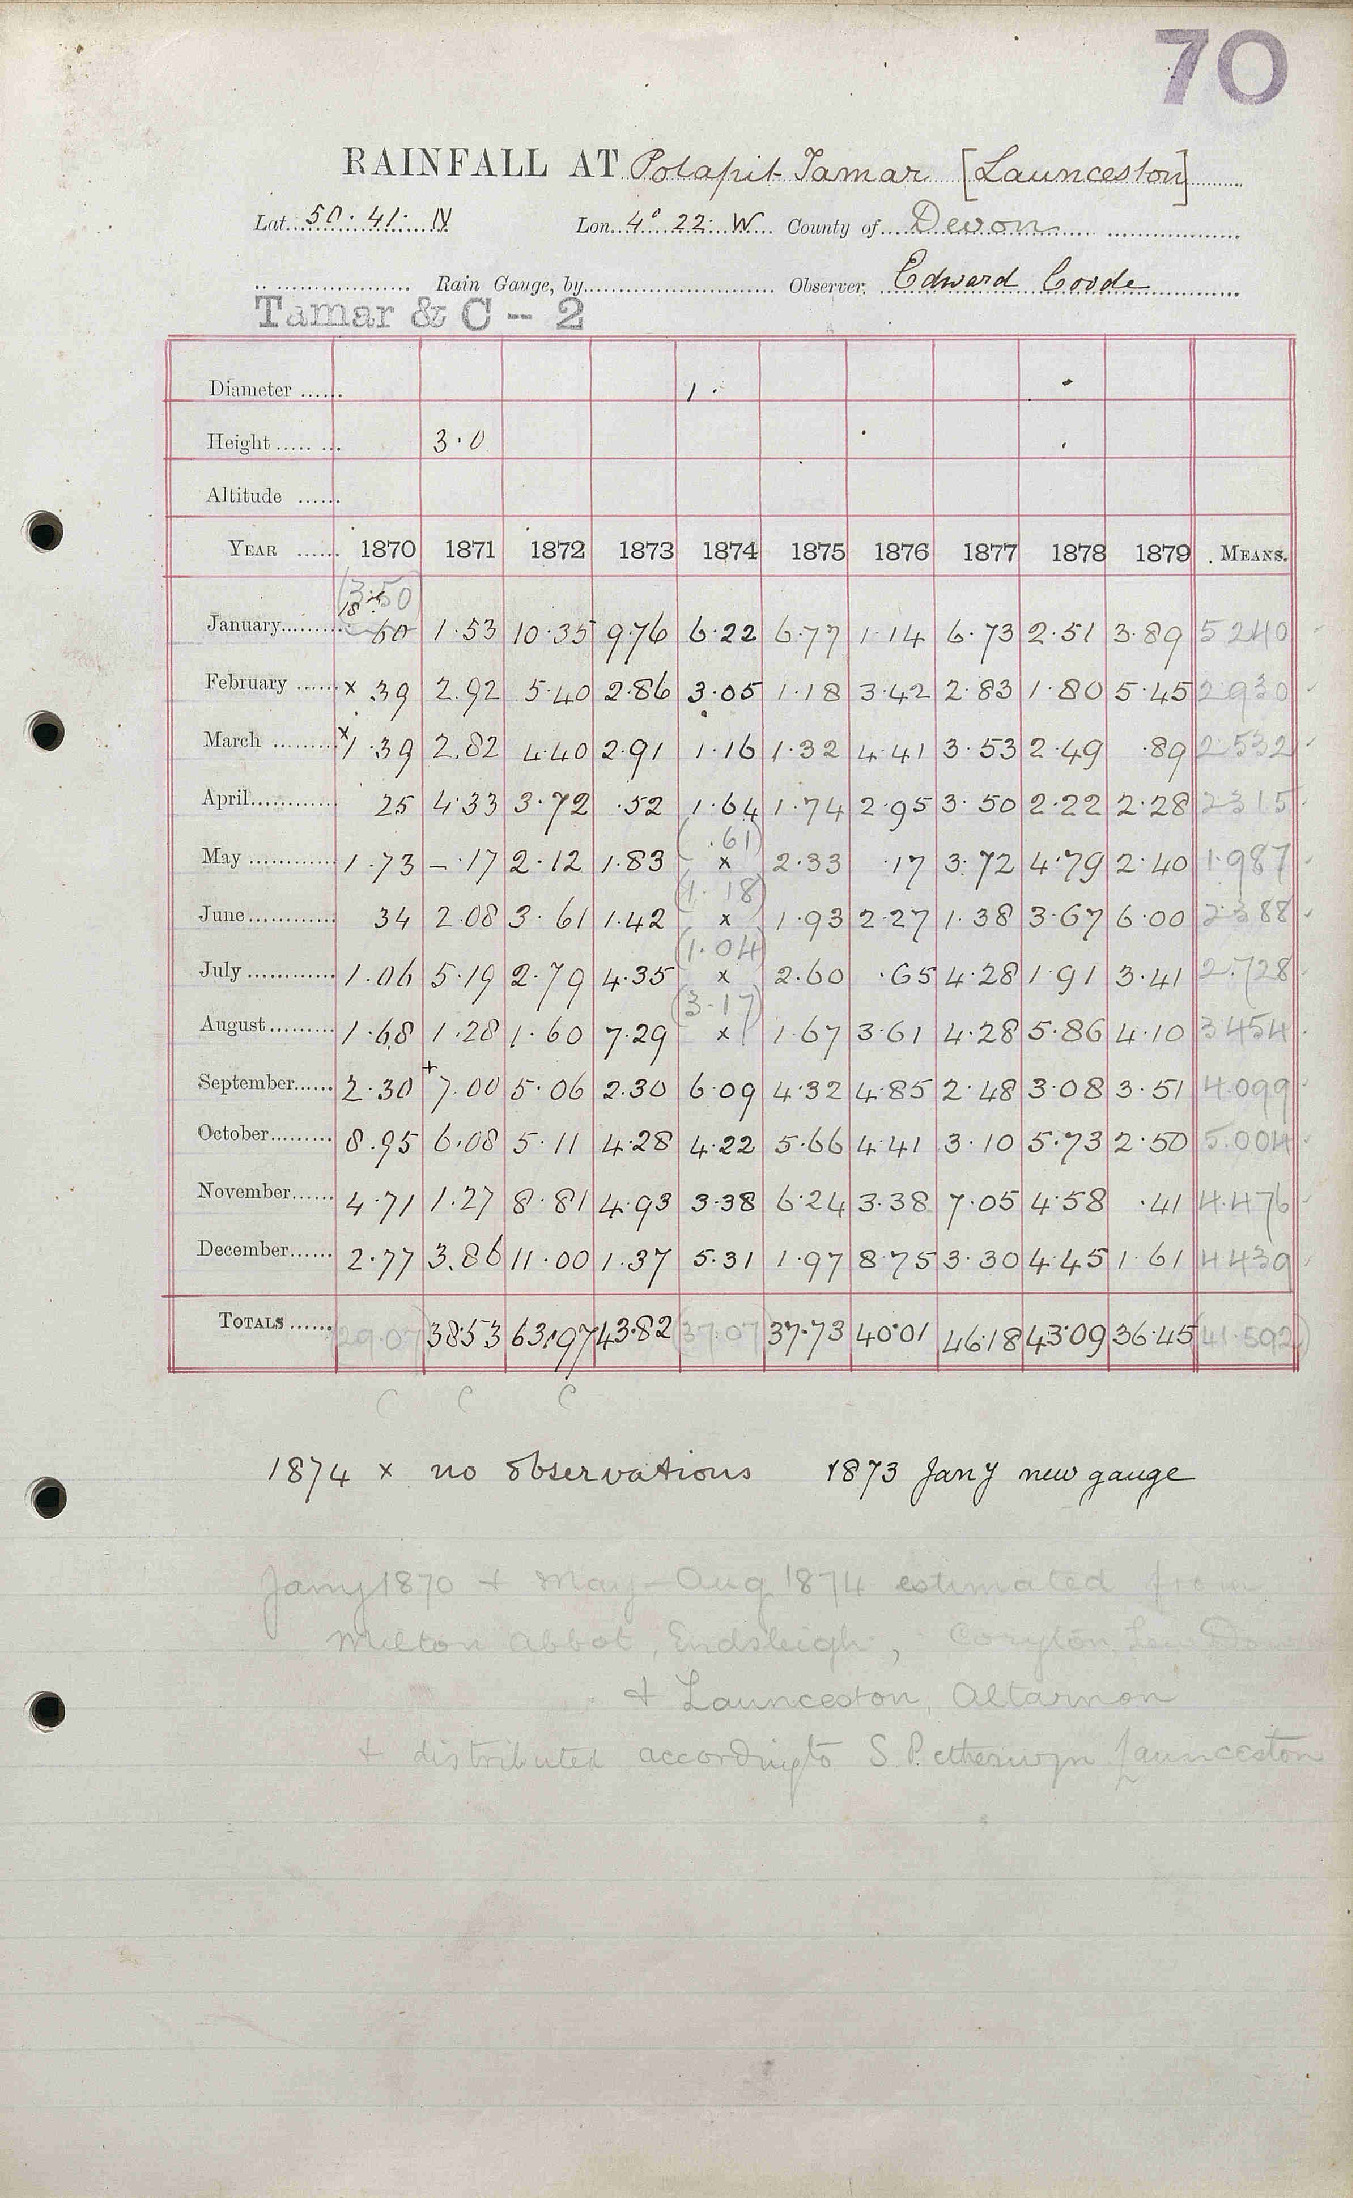 70
RAINFALL AT Polapit Tamar [Launceston]
Lat. 50. 41. N Lon. 4° 22. W County of Devon
Rain Gauge, by Observer, Edward Coode
Tamar & C - 2
Diameter ...... 1.
Height ...... 3.0
Altitude ......
YEAR ...... 1870 1871 1872 1873 1874 1875 1876 1877 1878 1879 MEANS.
(3.50
January 18 x .50 1.53 10.35 9.76 6.22 6.77 1.14 6.73 2.51 3.89 5.240
February x 39 2.92 5.40 2.86 3.05 1.18 3.42 2.83 1.80 5.45 2.930
March x 1.39 2.82 4.40 2.91 1.16 1.32 4.41 3.53 2.49 .89 2.532
April 25 4.33 3.72 .52 1.64 1.74 2.95 3.50 2.22 2.28 2.315
(.61)
May 1.73 – .17 2.12 1.83 x 2.33 .17 3.72 4.79 2.40 1.987
(1.18)
June 34 2.08 3.61 1.42 x 1.93 2.27 1.38 3.67 6.00 2.388
(1.04)
July 1.06 5.19 2.79 4.35 x 2.60 .65 4.28 1.91 3.41 2.728
(3.17)
August 1.68 1.28 1.60 7.29 x 1.67 3.61 4.28 5.86 4.10 3.454
September 2.30 + 7.00 5.06 2.30 6.09 4.32 4.85 2.48 3.08 3.51 4.099
October 8.95 6.08 5.11 4.28 4.22 5.66 4.41 3.10 5.73 2.50 5.004
November 4.71 1.27 8.81 4.93 3.38 6.24 3.38 7.05 4.58 .41 4.476
December 2.77 3.86 11.00 1.37 5.31 1.97 8.75 3.30 4.45 1.61 4.439
TOTALS (29.07) 38.53 63.97 43.82 (37.07) 37.73 40.01 46.18 43.09 36.45 (41.592)
C C C
1874 x no observations 1873 Jany new gauge
Jany 1870 + May – Aug 1874 estimated from
Milton Abbot, Endsleigh, Coryton, Lew Down
+ Launceston, Altarnon
+ distributed according to S. Petherwyn Launceston